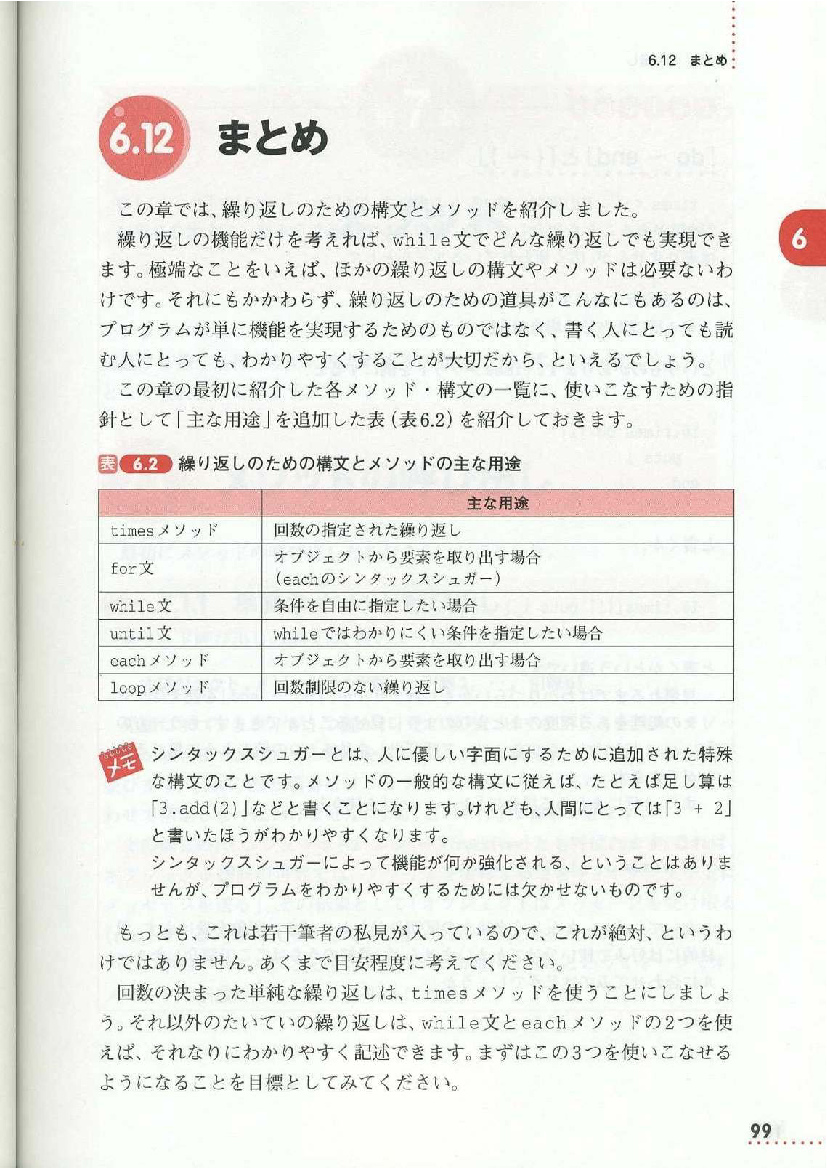 6.12 まとめ
6.12 まとめ
この章では、繰り返しのための構文とメソッドを紹介しました。
繰り返しの機能だけを考えれば、while文でどんな繰り返しでも実現でき
ます。極端なことをいえば、ほかの繰り返しの構文やメソッドは必要ないわ
けです。それにもかかわらず、繰り返しのための道具がこんなにもあるのは、
プログラムが単に機能を実現するためのものではなく、書く人にとっても読
む人にとっても、わかりやすくすることが大切だから、といえるでしょう。
この章の最初に紹介した各メソッド・構文の一覧に、使いこなすための指
針として「主な用途」を追加した表(表6.2)を紹介しておきます。
表 6.2 繰り返しのための構文とメソッドの主な用途
主な用途
timesメソッド 回数の指定された繰り返し
for文 オブジェクトから要素を取り出す場合
(eachのシンタックスシュガー)
while文 条件を自由に指定したい場合
until文 whileではわかりにくい条件を指定したい場合
eachメソッド オブジェクトから要素を取り出す場合
loopメソッド 回数制限のない繰り返し
メモ シンタックスシュガーとは、人に優しい字面にするために追加された特殊
な構文のことです。メソッドの一般的な構文に従えば、たとえば足し算は
「3.add(2)」などと書くことになります。けれども、人間にとっては「3 + 2」
と書いたほうがわかりやすくなります。
シンタックスシュガーによって機能が何か強化される、ということはありま
せんが、プログラムをわかりやすくするためには欠かせないものです。
もっとも、これは若干筆者の私見が入っているので、これが絶対、というわ
けではありません。あくまで目安程度に考えてください。
回数の決まった単純な繰り返しは、timesメソッドを使うことにしましょ
う。それ以外のたいていの繰り返しは、while文とeachメソッドの2つを使
えば、それなりにわかりやすく記述できます。まずはこの3つを使いこなせる
ようになることを目標としてみてください。
6
99